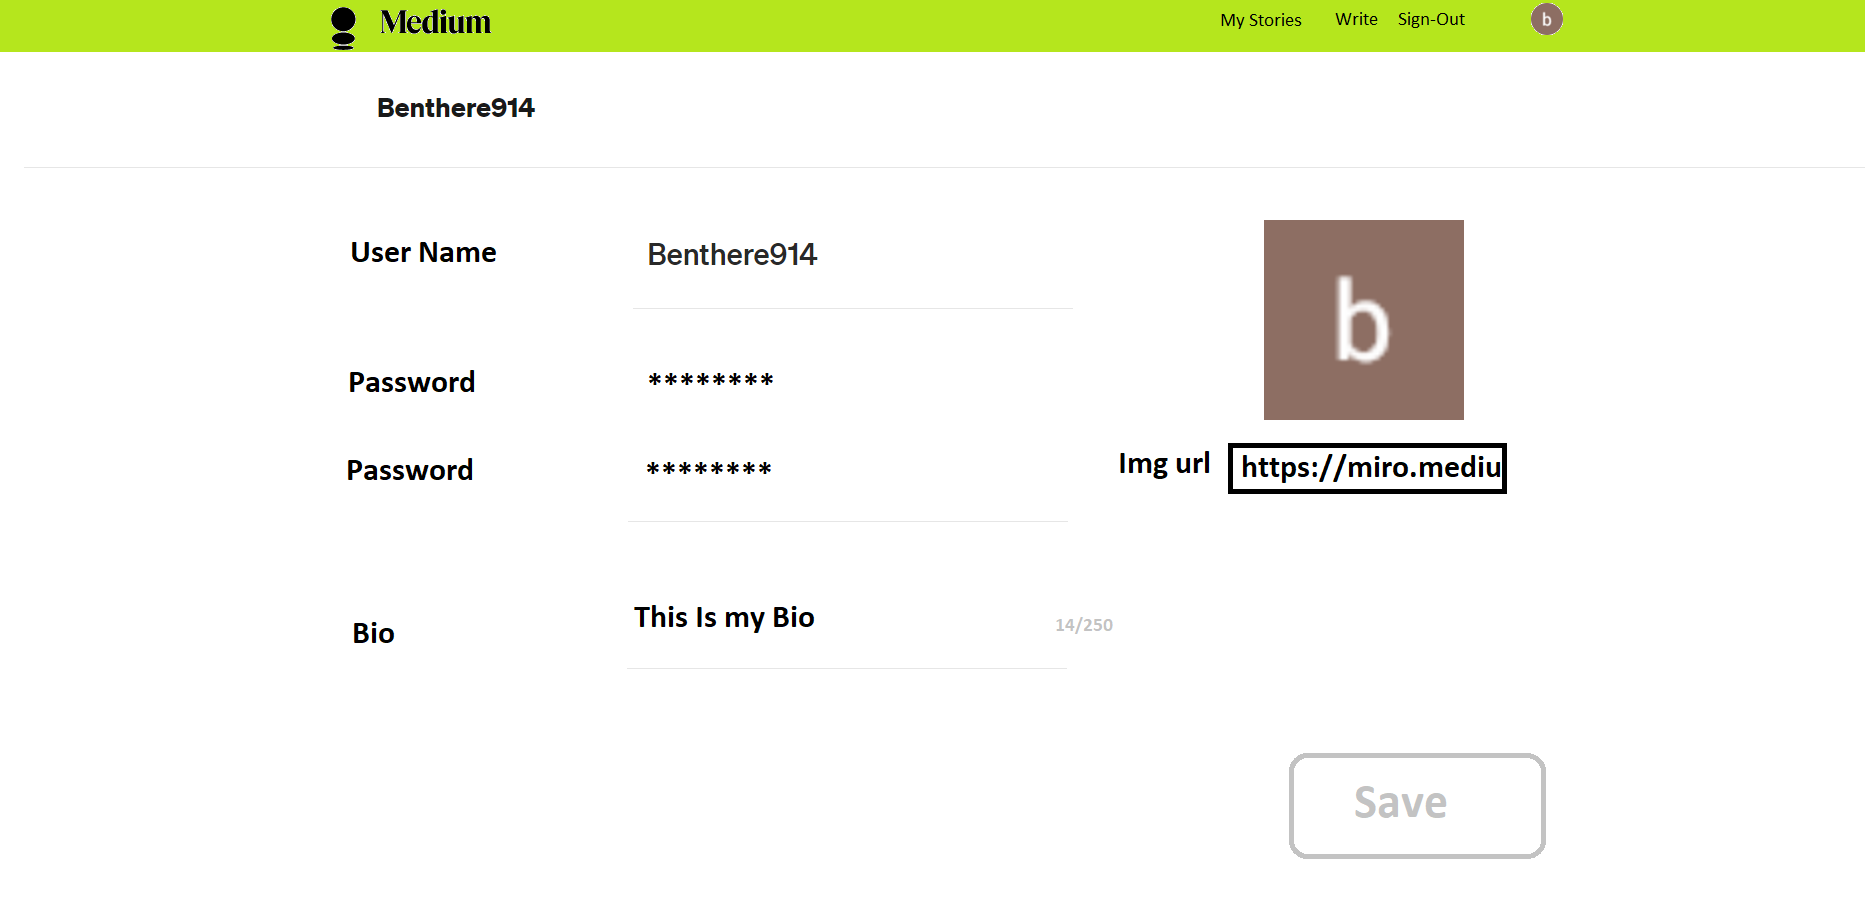 Medium
My Stories Write Sign-Out b
Benthere914
User Name Benthere914
b
Password ********
Password ********
Img url https://miro.mediu
Bio This Is my Bio 14/250
Save